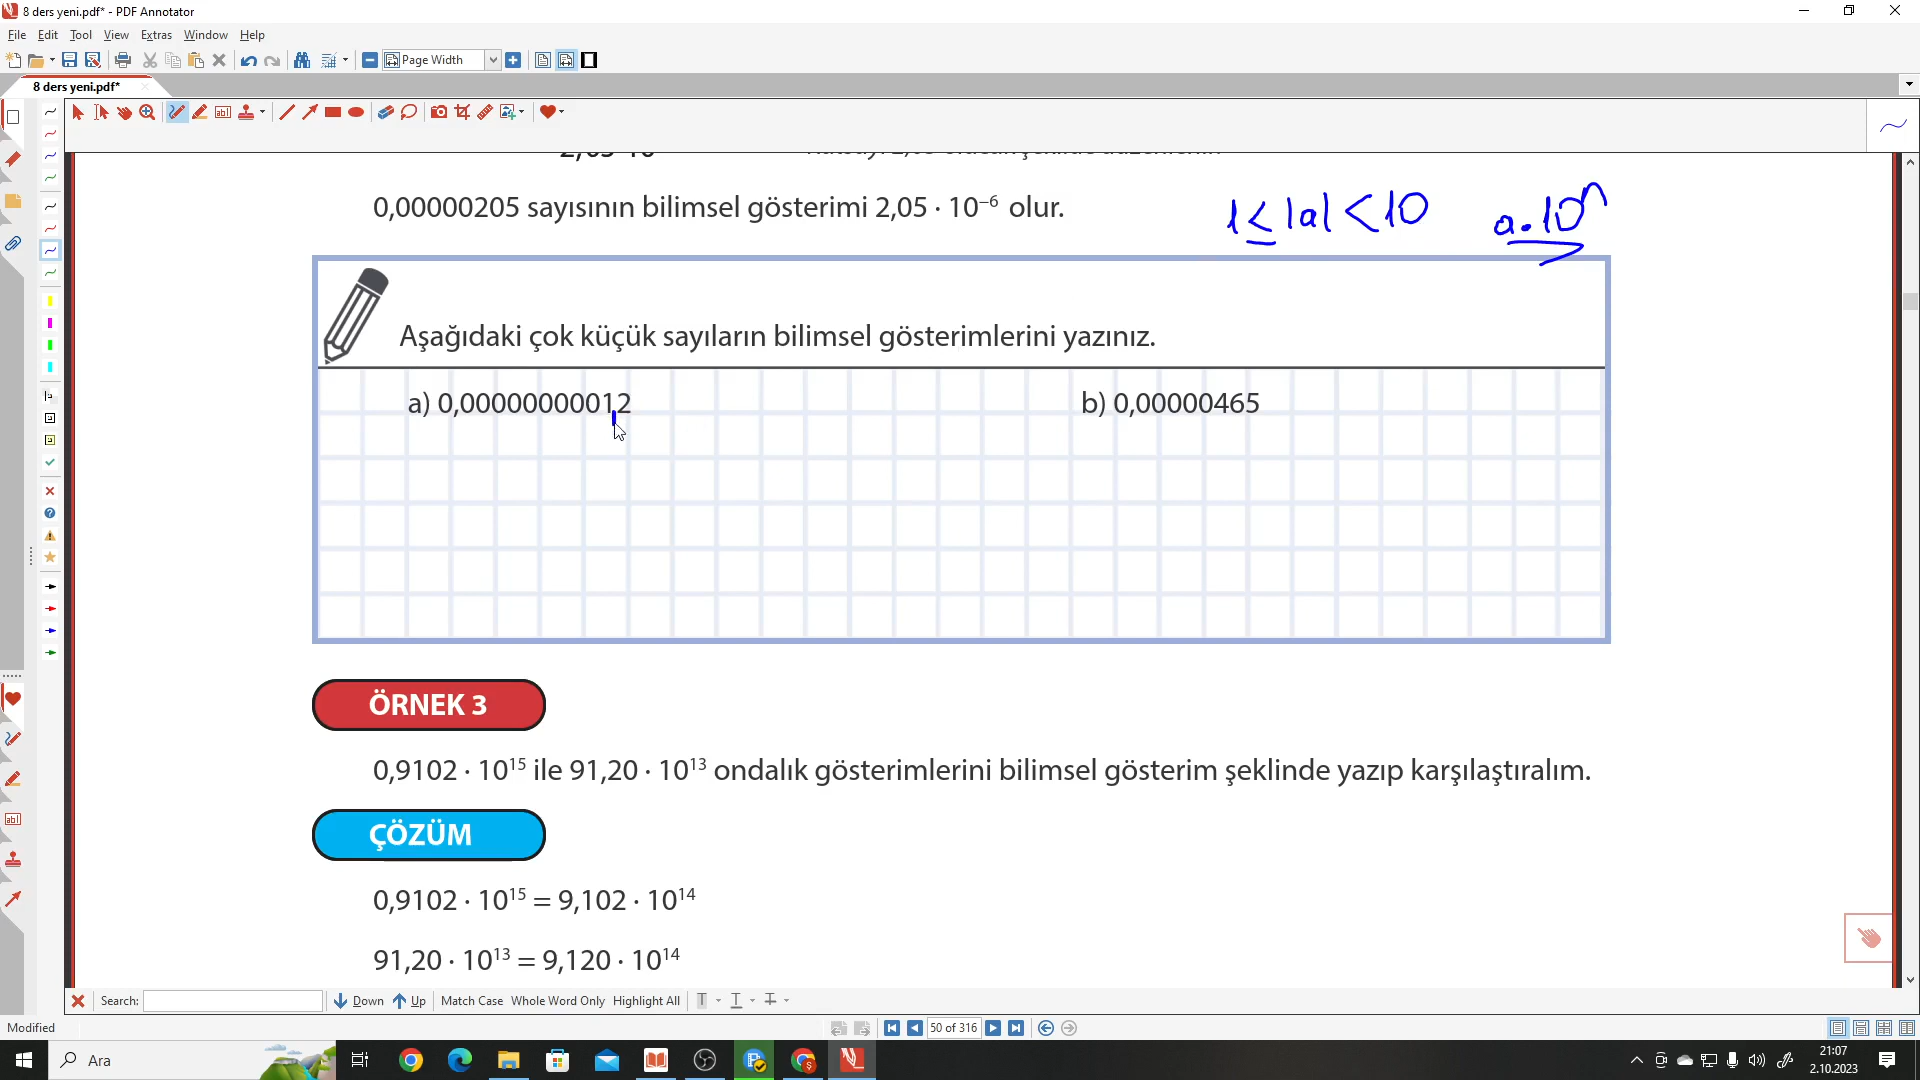 8 ders yeni.pdf* - PDF Annotator
File Edit Tool View Extras Window Help
Page Width
8 ders yeni.pdf*
0,00000205 sayısının bilimsel gösterimi 2,05 · 10⁻⁶ olur.
1 ≤ |a| < 10 a.10ⁿ
Aşağıdaki çok küçük sayıların bilimsel gösterimlerini yazınız.
a) 0,00000000012 b) 0,00000465
ÖRNEK 3
0,9102 · 10¹⁵ ile 91,20 · 10¹³ ondalık gösterimlerini bilimsel gösterim şeklinde yazıp karşılaştıralım.
ÇÖZÜM
0,9102 · 10¹⁵ = 9,102 · 10¹⁴
91,20 · 10¹³ = 9,120 · 10¹⁴
Search: Down Up Match Case Whole Word Only Highlight All
Modified 50 of 316
Ara 21:07
2.10.2023